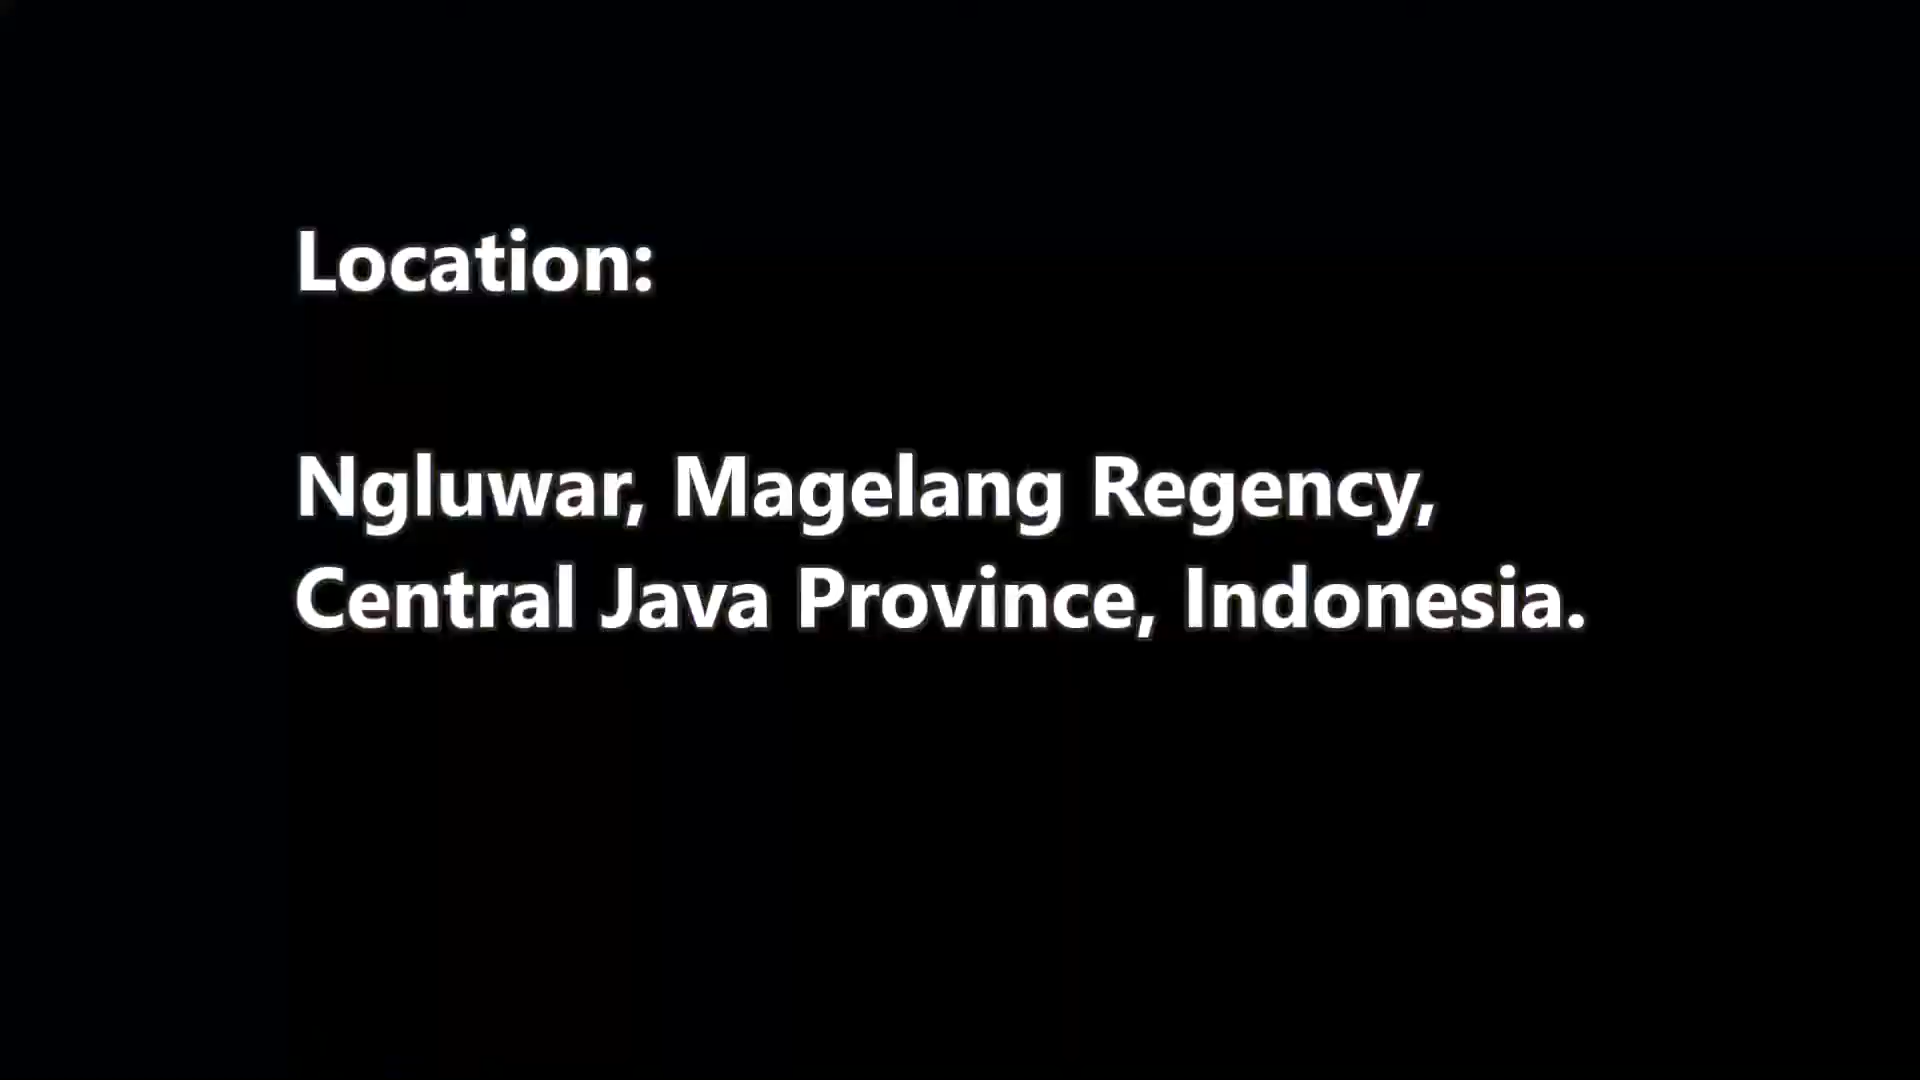 Location:
Ngluwar, Magelang Regency,
Central Java Province, Indonesia.